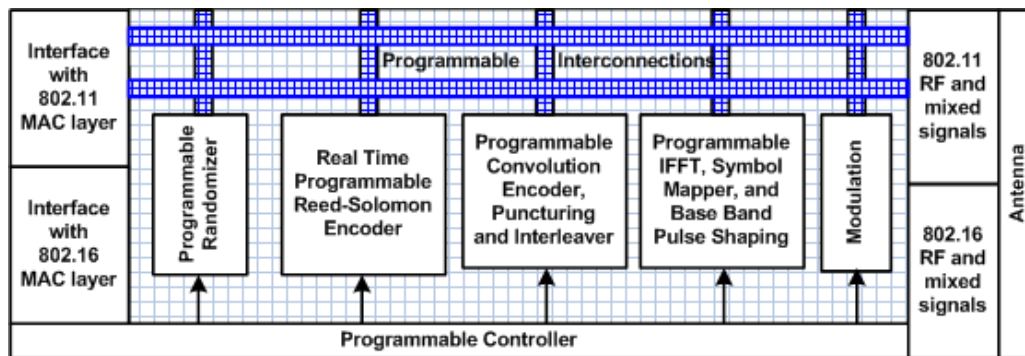 Interface
with
802.11
MAC layer
Interface
with
802.16
MAC layer
Programmable Interconnections
Programmable
Randomizer
Real Time
Programmable
Reed-Solomon
Encoder
Programmable
Convolution
Encoder,
Puncturing
and Interleaver
Programmable
IFFT, Symbol
Mapper, and
Base Band
Pulse Shaping
Modulation
802.11
RF and
mixed
signals
802.16
RF and
mixed
signals
Antenna
Programmable Controller